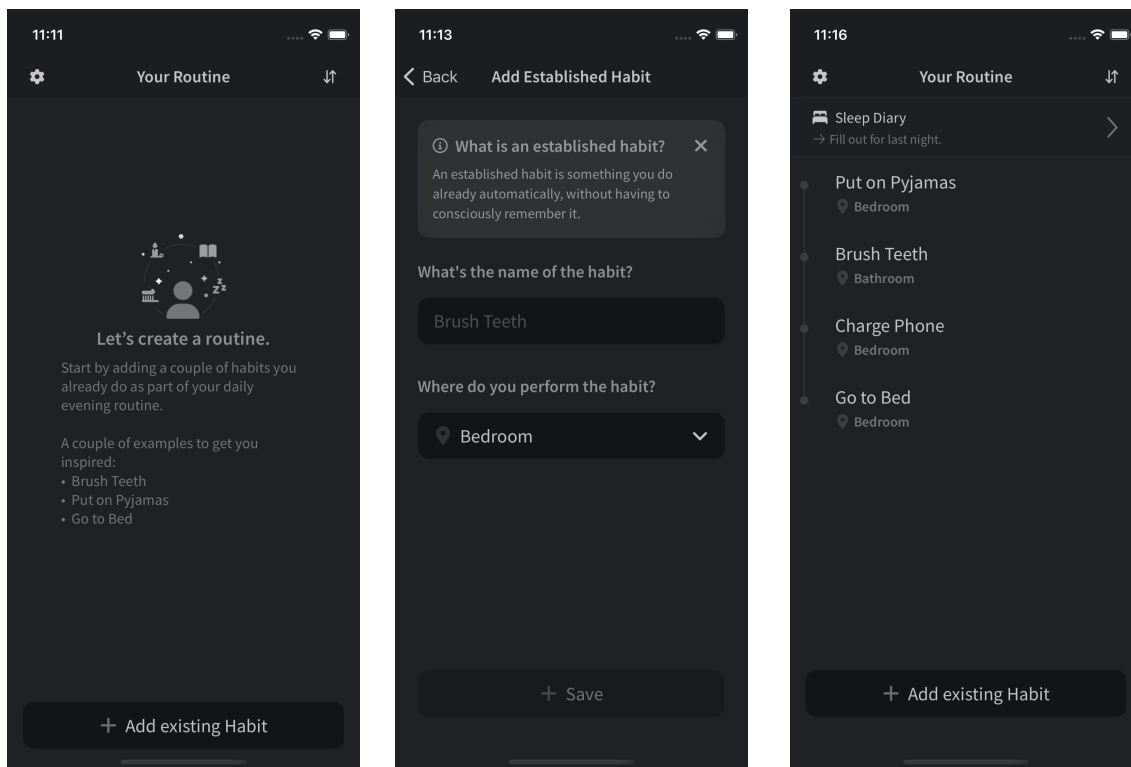 11:11
Your Routine
zzz
Let's create a routine.
Start by adding a couple of habits you
already do as part of your daily
evening routine.
A couple of examples to get you
inspired:
• Brush Teeth
• Put on Pyjamas
• Go to Bed
+ Add existing Habit
11:13
Back
Add Established Habit
What is an established habit?
An established habit is something you do
already automatically, without having to
consciously remember it.
What's the name of the habit?
Brush Teeth
Where do you perform the habit?
Bedroom
+ Save
11:16
Your Routine
Sleep Diary
→ Fill out for last night.
Put on Pyjamas
Bedroom
Brush Teeth
Bathroom
Charge Phone
Bedroom
Go to Bed
Bedroom
+ Add existing Habit